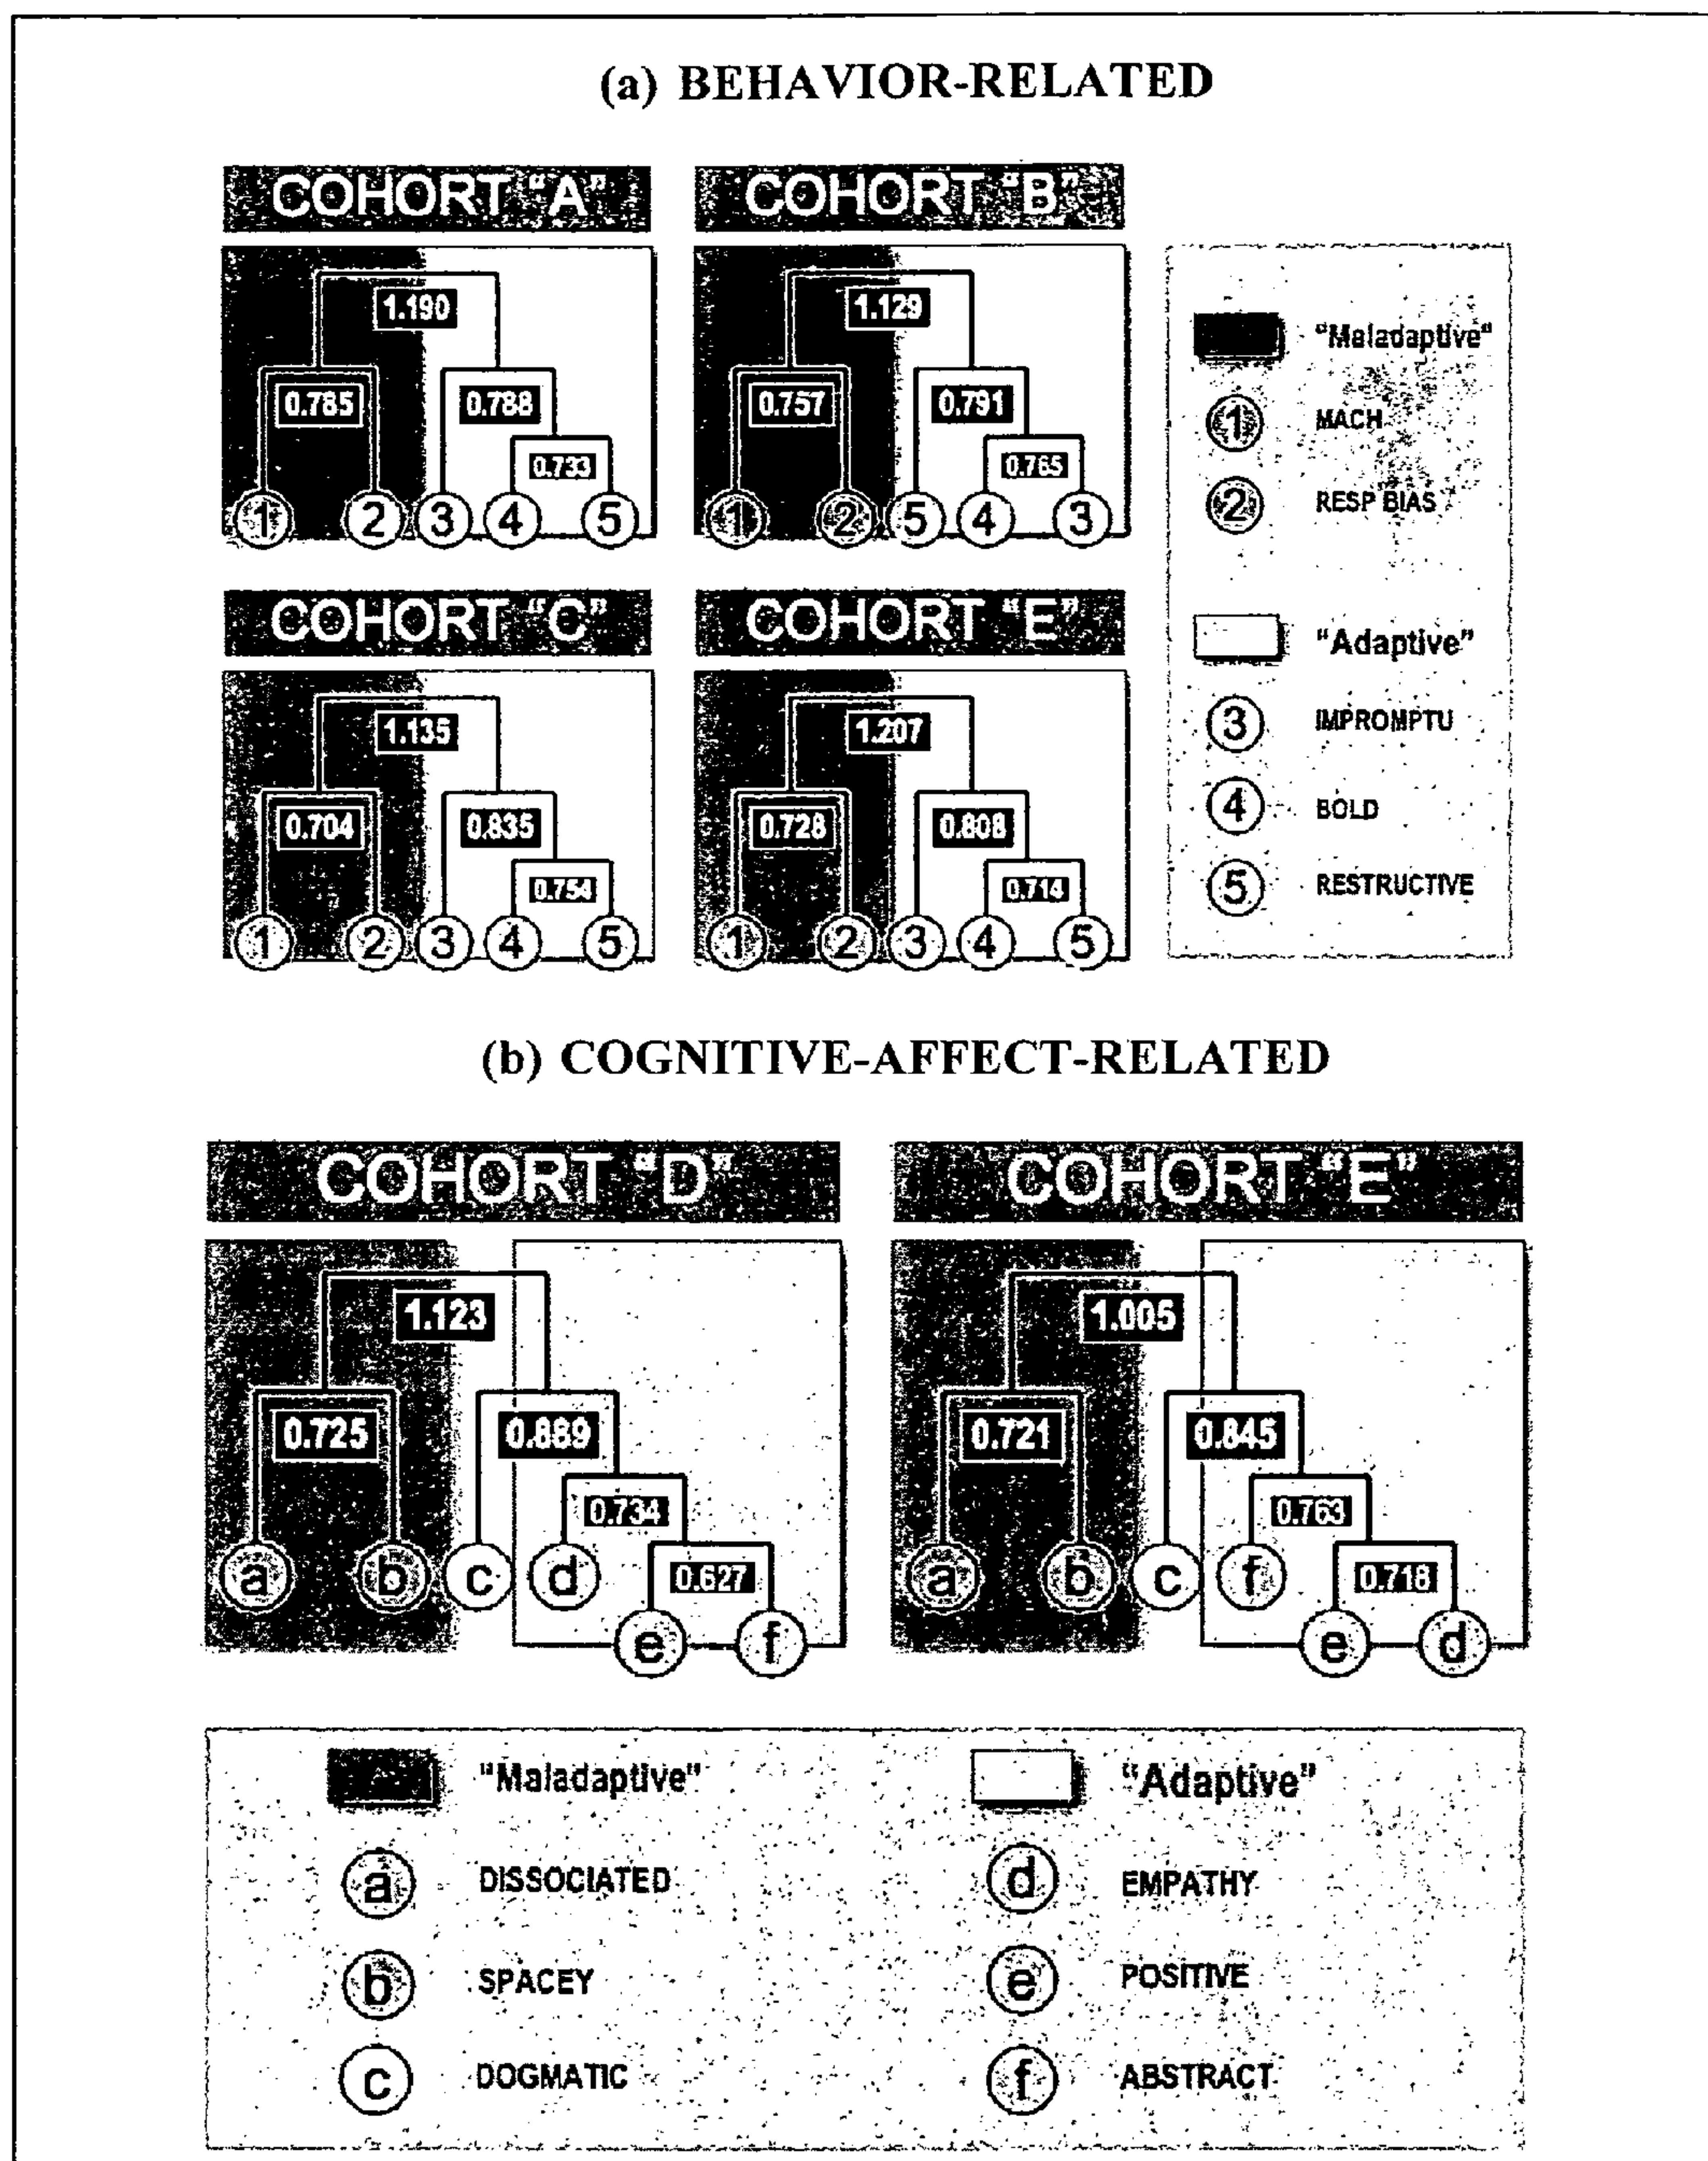 (a) BEHAVIOR-RELATED
COHORT "A"
1.190
0.785
0.788
0.733
1 2 3 4 5
COHORT "B"
1.129
0.757
0.791
0.765
1 2 5 4 3
COHORT "C"
1.135
0.704
0.835
0.754
1 2 3 4 5
COHORT "E"
1.207
0.728
0.808
0.714
1 2 3 4 5
"Maladaptive"
1 MACH
2 RESP BIAS
"Adaptive"
3 IMPROMPTU
4 BOLD
5 RESTRUCTIVE
(b) COGNITIVE-AFFECT-RELATED
COHORT "D"
1.123
0.725
0.889
0.734
0.627
a b c d
e f
COHORT "E"
1.005
0.721
0.845
0.763
0.718
a b c f
e d
"Maladaptive"
a DISSOCIATED
b SPACEY
c DOGMATIC
"Adaptive"
d EMPATHY
e POSITIVE
f ABSTRACT